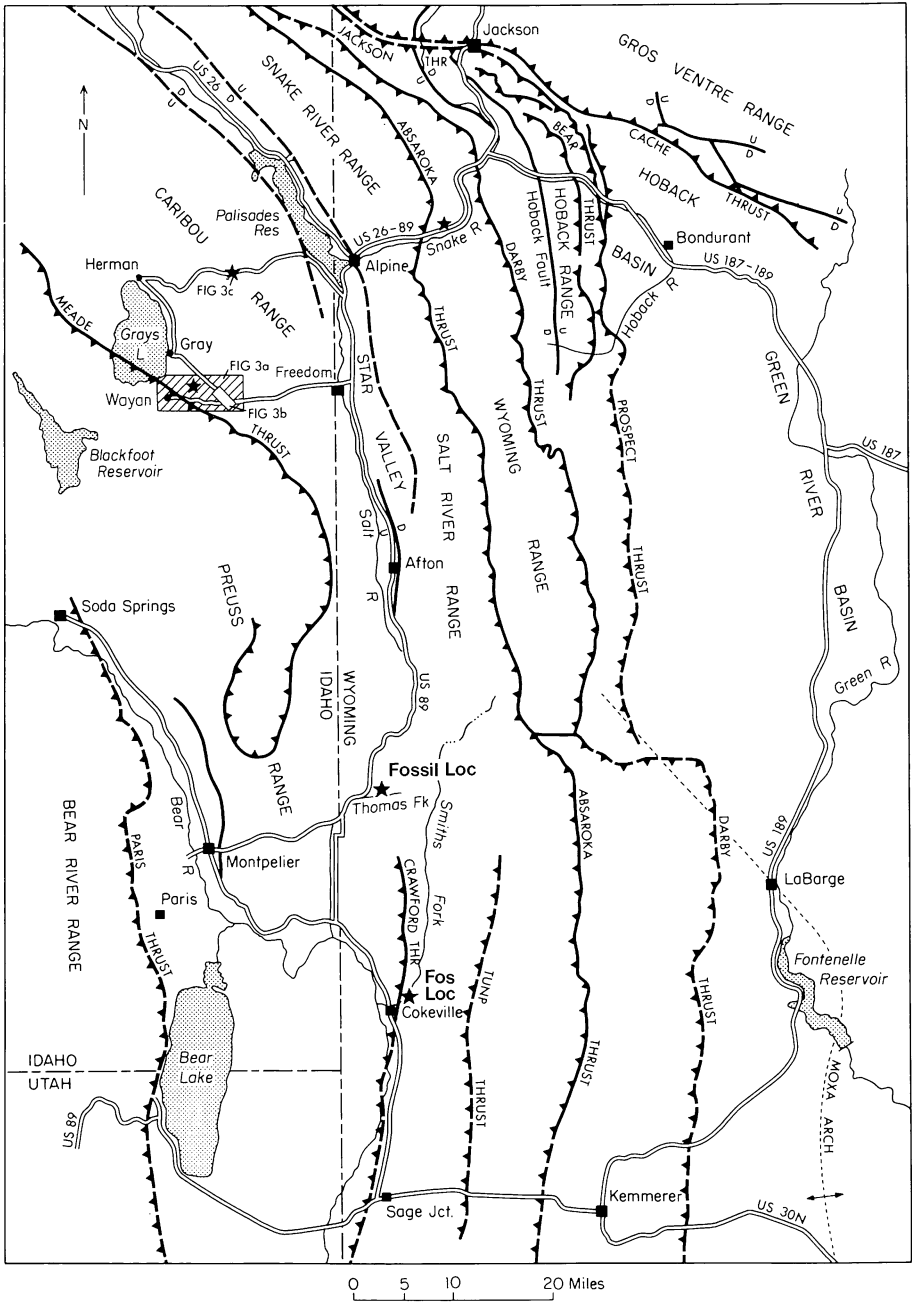 Jackson
GROS VENTRE RANGE
JACKSON
THR
U
D
US 26
U
D
D
U
SNAKE RIVER RANGE
ABSAROKA
BEAR
THRUST
CACHE
THRUST
U
D
U
D
U
D
HOBACK
BASIN
N
CARIBOU
RANGE
Palisades
Res
US 26-89
Snake R
Alpine
DARBY
THRUST
Hoback Fault
D
U
HOBACK RANGE
Bondurant
US 187-189
Hoback R
Herman
FIG 3c
MEADE
THRUST
Grays
L
Gray
FIG 3a
Freedom
Wayan
FIG 3b
STAR
VALLEY
THRUST
WYOMING
RANGE
PROSPECT
THRUST
GREEN
RIVER
BASIN
US 187
Blackfoot
Reservoir
SALT RIVER
RANGE
Salt
R
U
D
Afton
PREUSS
RANGE
Soda Springs
WYOMING
IDAHO
US 89
Green R
Fossil Loc
Thomas Fk
Smiths
Fork
ABSAROKA
THRUST
DARBY
THRUST
US 189
LaBarge
BEAR RIVER RANGE
PARIS
THRUST
Bear
R
Montpelier
Paris
CRAWFORD THR
TUNP
THRUST
Fos
Loc
Cokeville
Fontenelle
Reservoir
IDAHO
UTAH
Bear
Lake
US 89
MOXA
ARCH
Sage Jct.
Kemmerer
US 30N
0 5 10 20 Miles